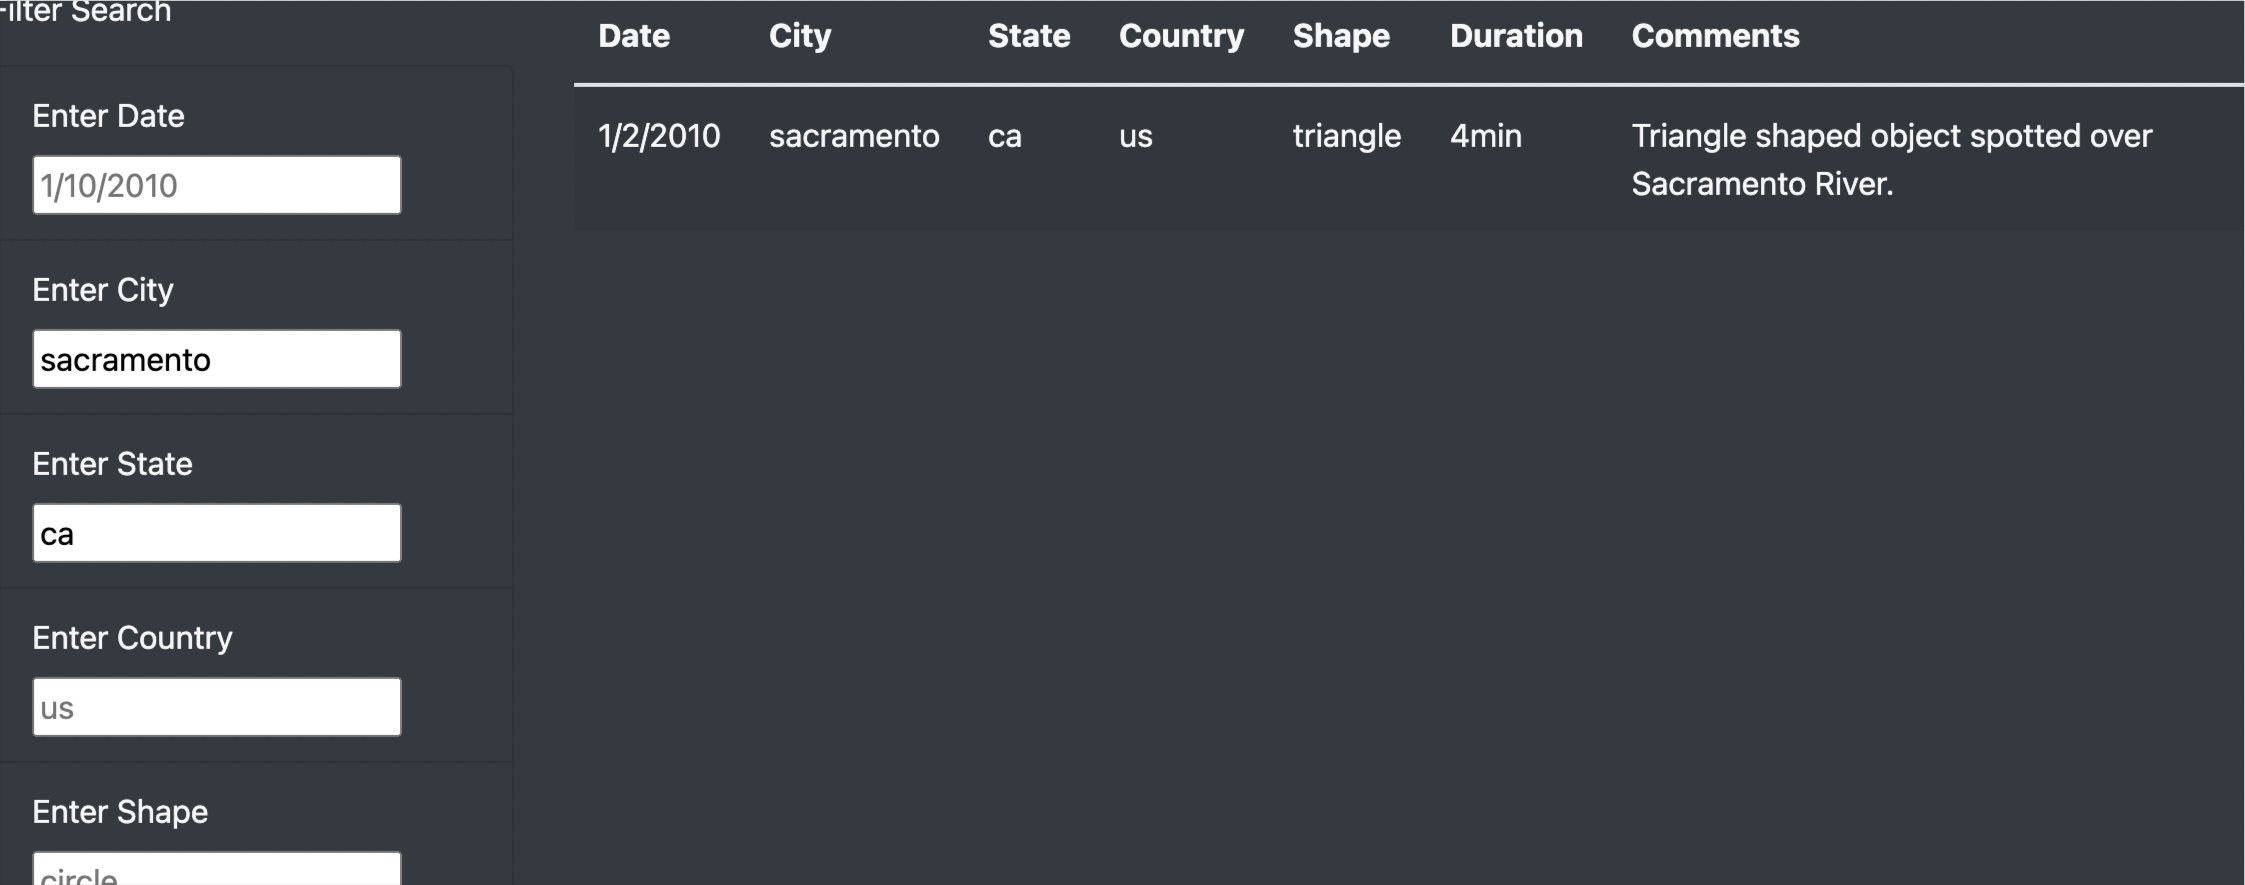 Filter Search
Enter Date
1/10/2010
Enter City
sacramento
Enter State
ca
Enter Country
us
Enter Shape
circle
Date City State Country Shape Duration Comments
1/2/2010 sacramento ca us triangle 4min Triangle shaped object spotted over
Sacramento River.